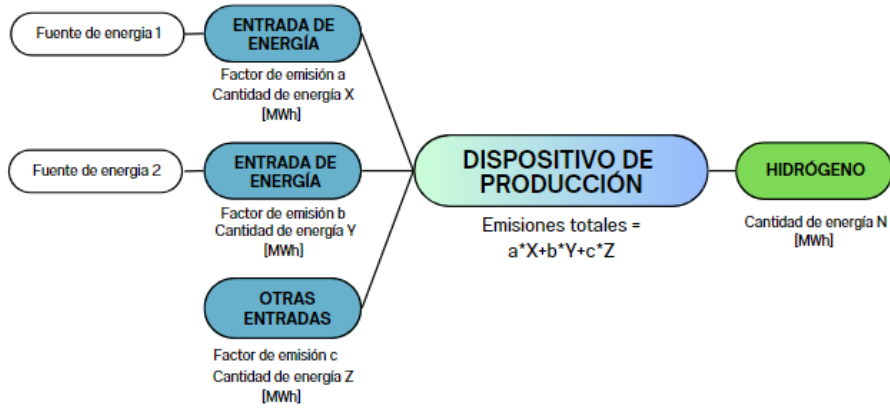 Fuente de energia 1
ENTRADA DE
ENERGÍA
Factor de emisión a
Cantidad de energía X
[MWh]
Fuente de energia 2
ENTRADA DE
ENERGÍA
Factor de emisión b
Cantidad de energía Y
[MWh]
OTRAS
ENTRADAS
Factor de emisión c
Cantidad de energía Z
[MWh]
DISPOSITIVO DE
PRODUCCIÓN
Emisiones totales =
a*X+b*Y+c*Z
HIDRÓGENO
Cantidad de energía N
[MWh]